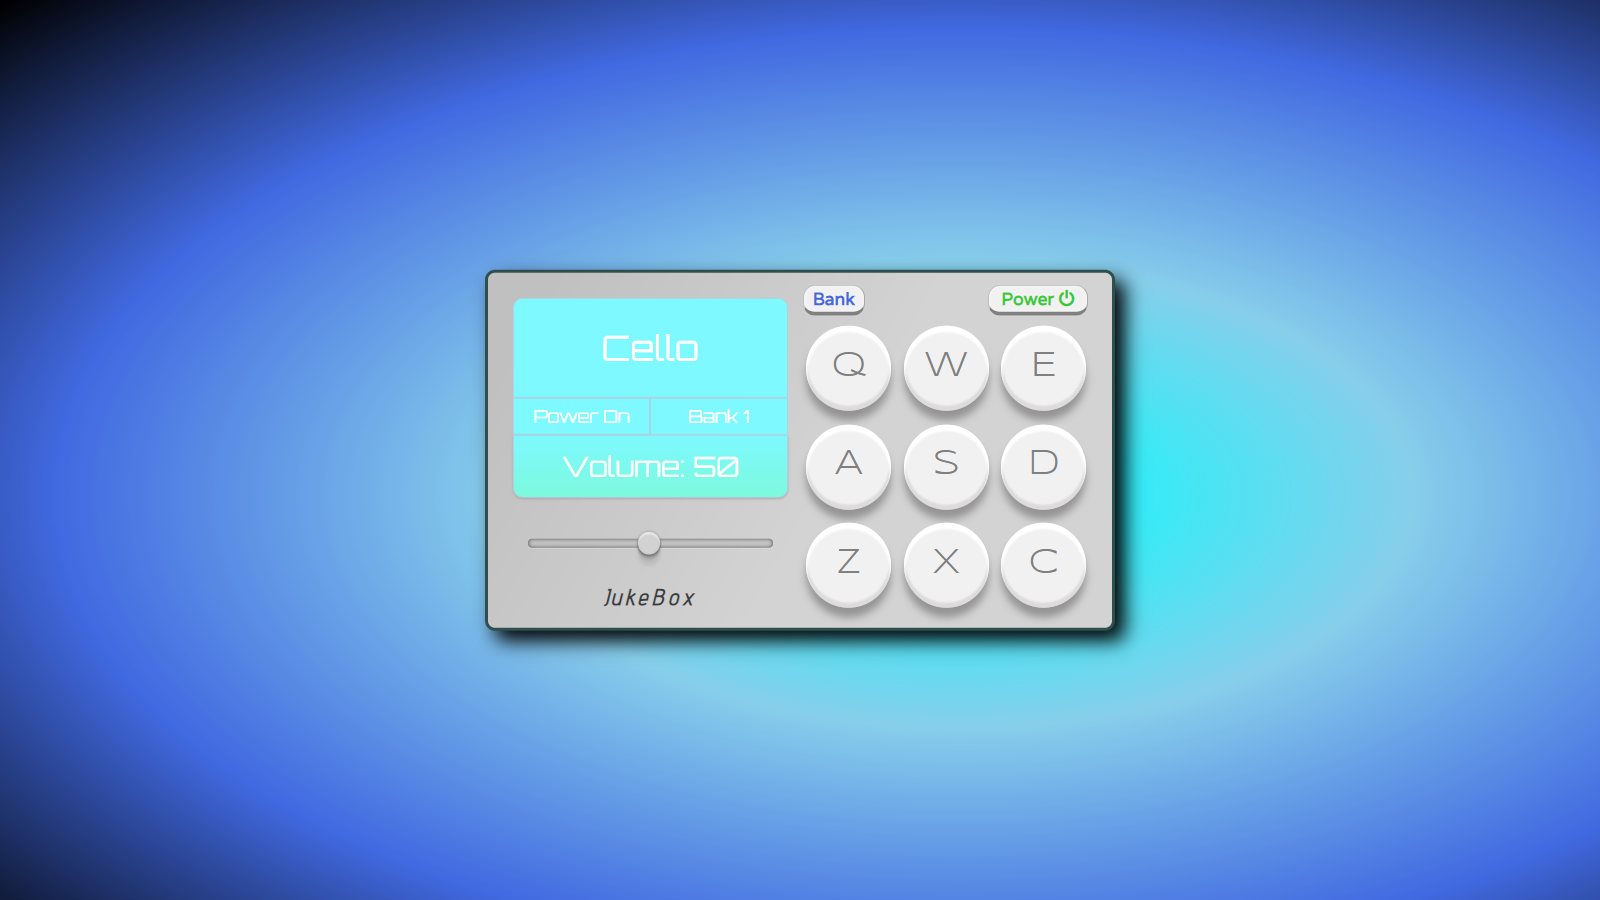 Cello
Power On
Bank 1
Volume: 50
JukeBox
Bank
Power
Q W E
A S D
Z X C